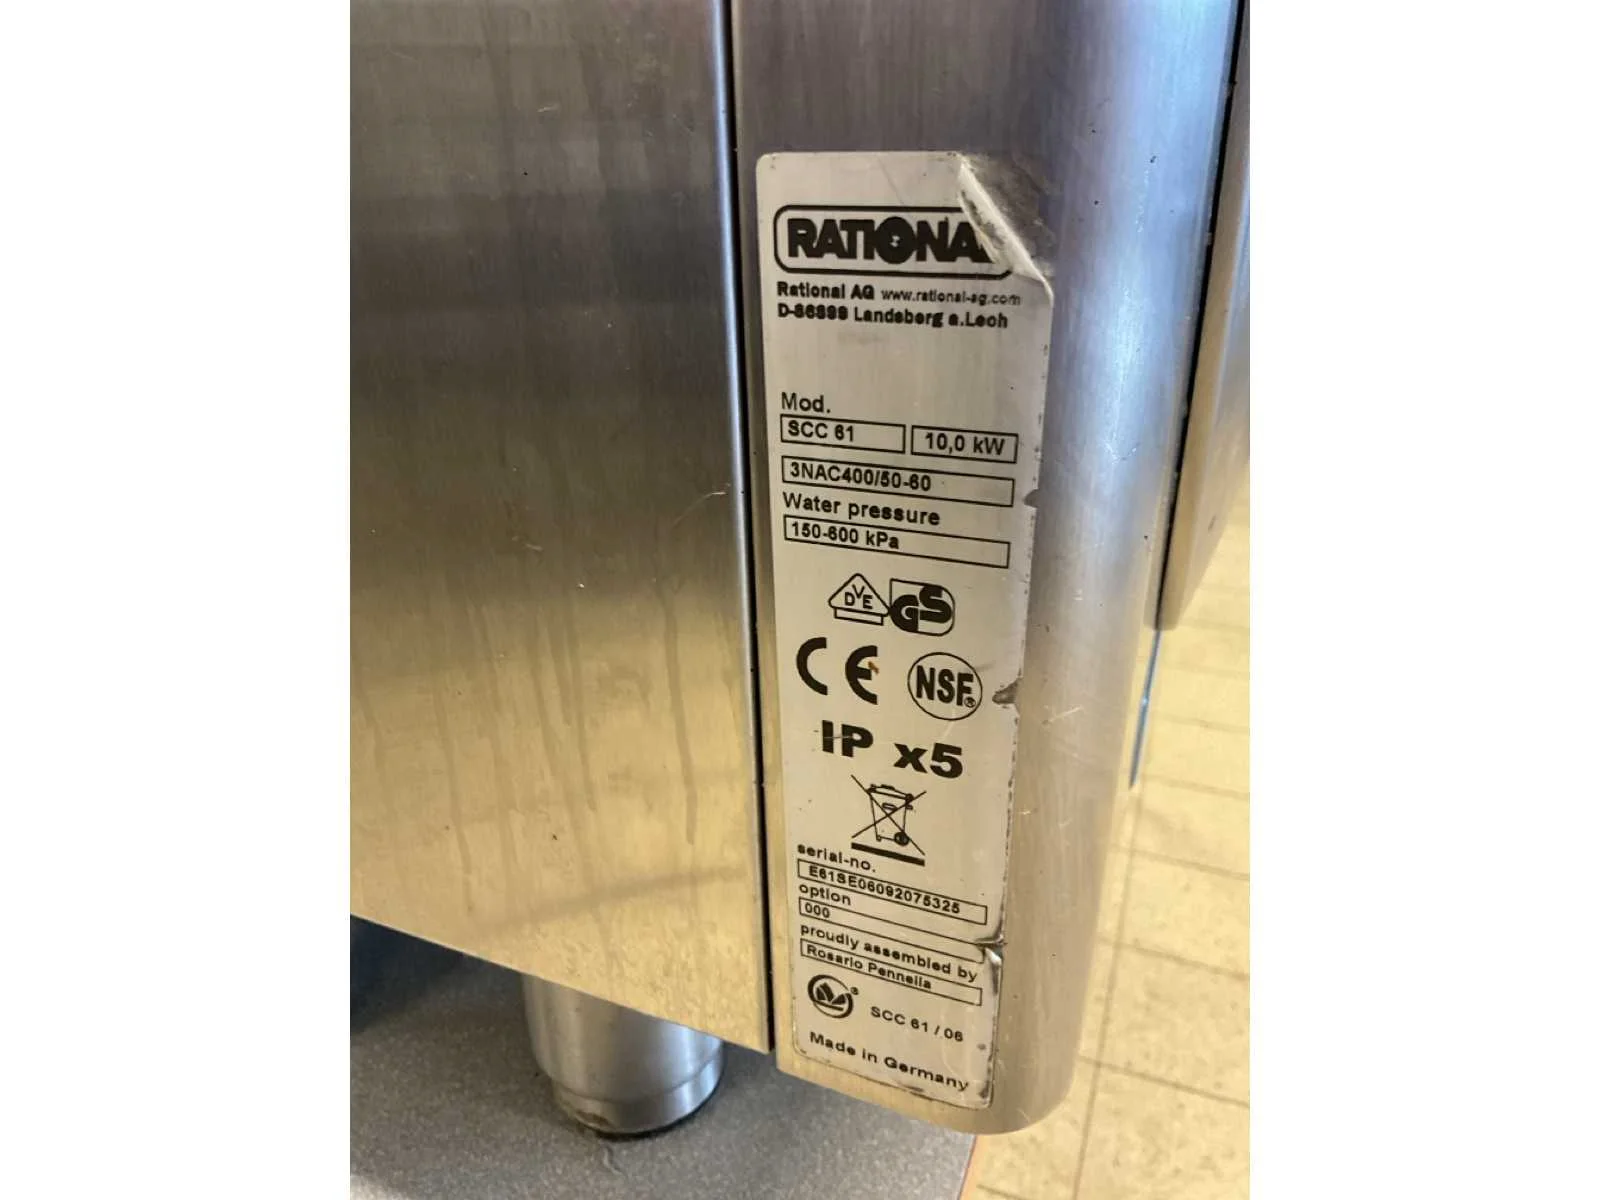 RATIONAL
Rational AG www.rational-ag.com
D-86899 Landsberg a.Lech
Mod.
SCC 61 10,0 kW
3NAC400/50-60
Water pressure
150-600 kPa
DVE GS
CE NSF®
IP x5
serial-no.
E61SE06092075325
option
000
proudly assembled by
Rosario Pennella
® SCC 61 / 06
Made in Germany